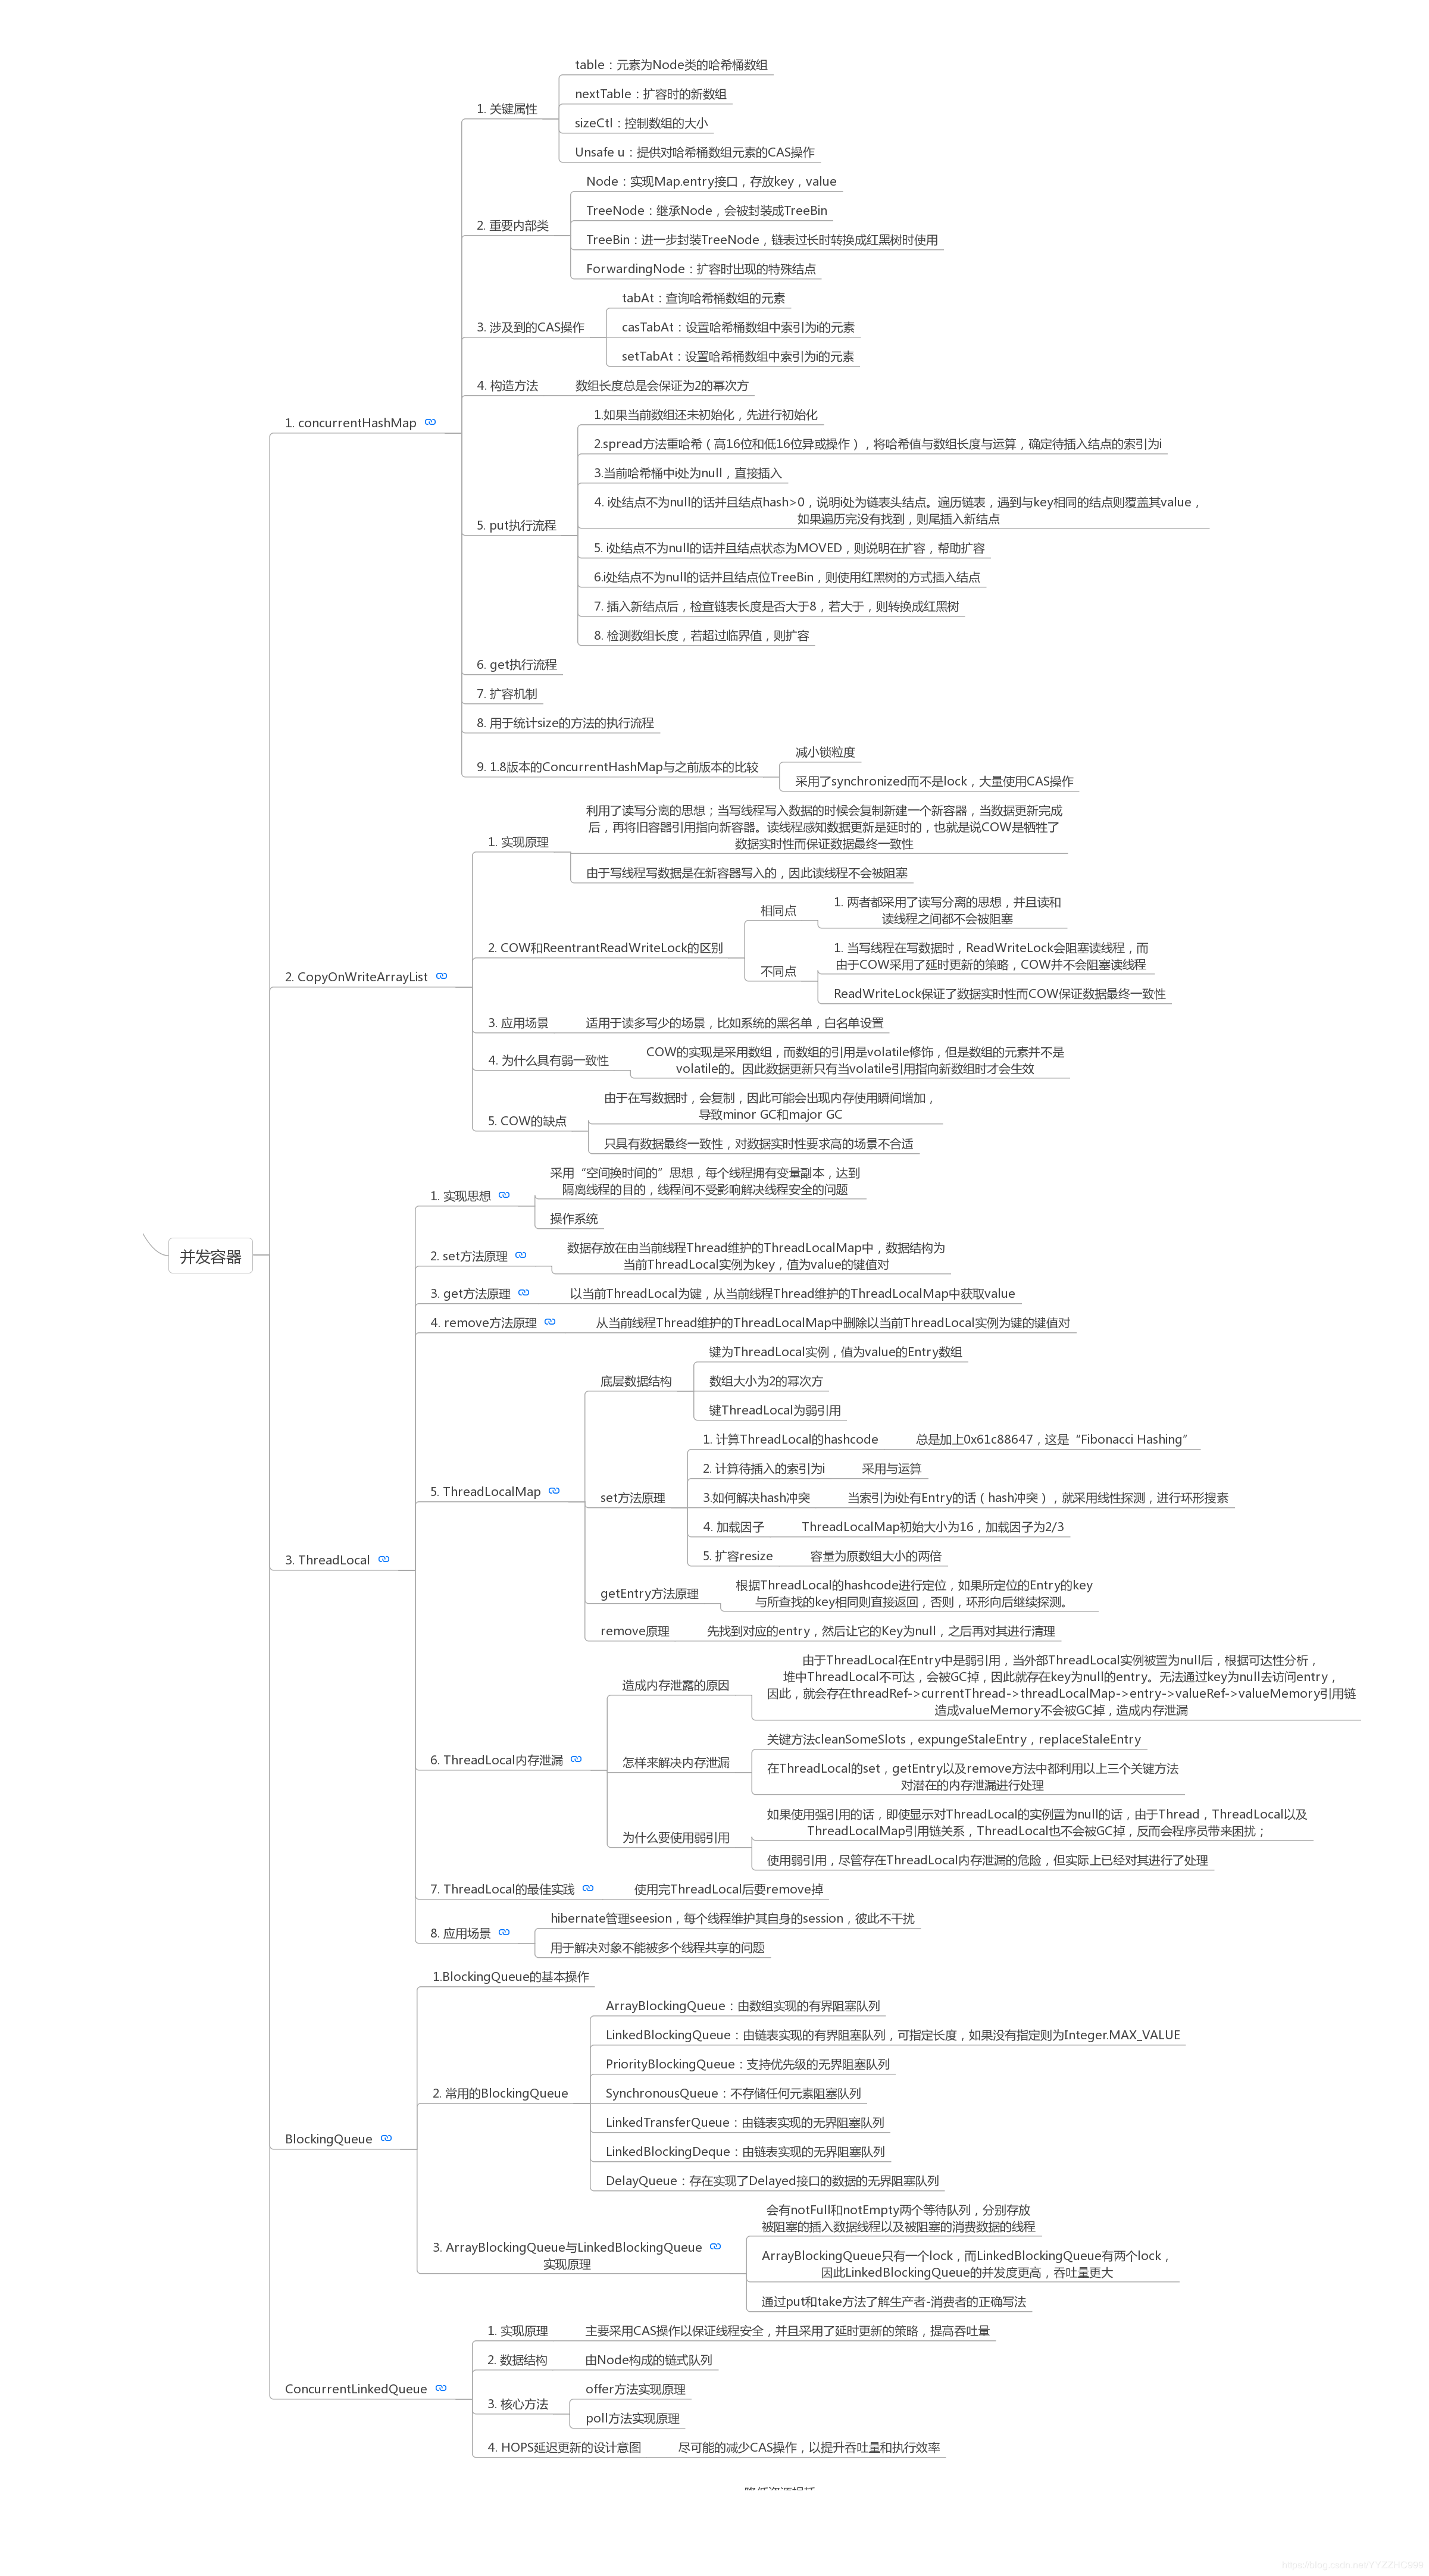 table：元素为Node类的哈希桶数组
nextTable：扩容时的新数组
1. 关键属性
sizeCtl：控制数组的大小
Unsafe u：提供对哈希桶数组元素的CAS操作
Node：实现Map.entry接口，存放key，value
TreeNode：继承Node，会被封装成TreeBin
2. 重要内部类
TreeBin：进一步封装TreeNode，链表过长时转换成红黑树时使用
ForwardingNode：扩容时出现的特殊结点
tabAt：查询哈希桶数组的元素
3. 涉及到的CAS操作
casTabAt：设置哈希桶数组中索引为i的元素
setTabAt：设置哈希桶数组中索引为i的元素
4. 构造方法
数组长度总是会保证为2的幂次方
1. concurrentHashMap
1.如果当前数组还未初始化，先进行初始化
2.spread方法重哈希（高16位和低16位异或操作），将哈希值与数组长度与运算，确定待插入结点的索引为i
3.当前哈希桶中i处为null，直接插入
4. i处结点不为null的话并且结点hash>0，说明i处为链表头结点。遍历链表，遇到与key相同的结点则覆盖其value，
如果遍历完没有找到，则尾插入新结点
5. put执行流程
5. i处结点不为null的话并且结点状态为MOVED，则说明在扩容，帮助扩容
6.i处结点不为null的话并且结点位TreeBin，则使用红黑树的方式插入结点
7. 插入新结点后，检查链表长度是否大于8，若大于，则转换成红黑树
8. 检测数组长度，若超过临界值，则扩容
6. get执行流程
7. 扩容机制
8. 用于统计size的方法的执行流程
减小锁粒度
9. 1.8版本的ConcurrentHashMap与之前版本的比较
采用了synchronized而不是lock，大量使用CAS操作
利用了读写分离的思想；当写线程写入数据的时候会复制新建一个新容器，当数据更新完成
后，再将旧容器引用指向新容器。读线程感知数据更新是延时的，也就是说COW是牺牲了
数据实时性而保证数据最终一致性
1. 实现原理
由于写线程写数据是在新容器写入的，因此读线程不会被阻塞
相同点
1. 两者都采用了读写分离的思想，并且读和
读线程之间都不会被阻塞
2. COW和ReentrantReadWriteLock的区别
1. 当写线程在写数据时，ReadWriteLock会阻塞读线程，而
由于COW采用了延时更新的策略，COW并不会阻塞读线程
不同点
ReadWriteLock保证了数据实时性而COW保证数据最终一致性
2. CopyOnWriteArrayList
3. 应用场景
适用于读多写少的场景，比如系统的黑名单，白名单设置
4. 为什么具有弱一致性
COW的实现是采用数组，而数组的引用是volatile修饰，但是数组的元素并不是
volatile的。因此数据更新只有当volatile引用指向新数组时才会生效
由于在写数据时，会复制，因此可能会出现内存使用瞬间增加，
导致minor GC和major GC
5. COW的缺点
只具有数据最终一致性，对数据实时性要求高的场景不合适
采用“空间换时间的”思想，每个线程拥有变量副本，达到
隔离线程的目的，线程间不受影响解决线程安全的问题
1. 实现思想
操作系统
并发容器
2. set方法原理
数据存放在由当前线程Thread维护的ThreadLocalMap中，数据结构为
当前ThreadLocal实例为key，值为value的键值对
3. get方法原理
以当前ThreadLocal为键，从当前线程Thread维护的ThreadLocalMap中获取value
4. remove方法原理
从当前线程Thread维护的ThreadLocalMap中删除以当前ThreadLocal实例为键的键值对
键为ThreadLocal实例，值为value的Entry数组
底层数据结构
数组大小为2的幂次方
键ThreadLocal为弱引用
1. 计算ThreadLocal的hashcode
总是加上0x61c88647，这是“Fibonacci Hashing”
2. 计算待插入的索引为i
采用与运算
5. ThreadLocalMap
set方法原理
3.如何解决hash冲突
当索引为i处有Entry的话（hash冲突），就采用线性探测，进行环形搜素
4. 加载因子
ThreadLocalMap初始大小为16，加载因子为2/3
5. 扩容resize
容量为原数组大小的两倍
3. ThreadLocal
getEntry方法原理
根据ThreadLocal的hashcode进行定位，如果所定位的Entry的key
与所查找的key相同则直接返回，否则，环形向后继续探测。
remove原理
先找到对应的entry，然后让它的Key为null，之后再对其进行清理
造成内存泄露的原因
由于ThreadLocal在Entry中是弱引用，当外部ThreadLocal实例被置为null后，根据可达性分析，
堆中ThreadLocal不可达，会被GC掉，因此就存在key为null的entry。无法通过key为null去访问entry，
因此，就会存在threadRef->currentThread->threadLocalMap->entry->valueRef->valueMemory引用链
造成valueMemory不会被GC掉，造成内存泄漏
6. ThreadLocal内存泄漏
怎样来解决内存泄漏
关键方法cleanSomeSlots，expungeStaleEntry，replaceStaleEntry
在ThreadLocal的set，getEntry以及remove方法中都利用以上三个关键方法
对潜在的内存泄漏进行处理
为什么要使用弱引用
如果使用强引用的话，即使显示对ThreadLocal的实例置为null的话，由于Thread，ThreadLocal以及
ThreadLocalMap引用链关系，ThreadLocal也不会被GC掉，反而会程序员带来困扰；
使用弱引用，尽管存在ThreadLocal内存泄漏的危险，但实际上已经对其进行了处理
7. ThreadLocal的最佳实践
使用完ThreadLocal后要remove掉
8. 应用场景
hibernate管理seesion，每个线程维护其自身的session，彼此不干扰
用于解决对象不能被多个线程共享的问题
1.BlockingQueue的基本操作
ArrayBlockingQueue：由数组实现的有界阻塞队列
LinkedBlockingQueue：由链表实现的有界阻塞队列，可指定长度，如果没有指定则为Integer.MAX_VALUE
PriorityBlockingQueue：支持优先级的无界阻塞队列
2. 常用的BlockingQueue
SynchronousQueue：不存储任何元素阻塞队列
LinkedTransferQueue：由链表实现的无界阻塞队列
BlockingQueue
LinkedBlockingDeque：由链表实现的无界阻塞队列
DelayQueue：存在实现了Delayed接口的数据的无界阻塞队列
会有notFull和notEmpty两个等待队列，分别存放
被阻塞的插入数据线程以及被阻塞的消费数据的线程
3. ArrayBlockingQueue与LinkedBlockingQueue
实现原理
ArrayBlockingQueue只有一个lock，而LinkedBlockingQueue有两个lock，
因此LinkedBlockingQueue的并发度更高，吞吐量更大
通过put和take方法了解生产者-消费者的正确写法
1. 实现原理
主要采用CAS操作以保证线程安全，并且采用了延时更新的策略，提高吞吐量
2. 数据结构
由Node构成的链式队列
ConcurrentLinkedQueue
3. 核心方法
offer方法实现原理
poll方法实现原理
4. HOPS延迟更新的设计意图
尽可能的减少CAS操作，以提升吞吐量和执行效率